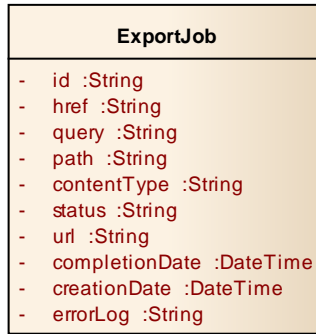 ExportJob
- id :String
- href :String
- query :String
- path :String
- contentType :String
- status :String
- url :String
- completionDate :DateTime
- creationDate :DateTime
- errorLog :String